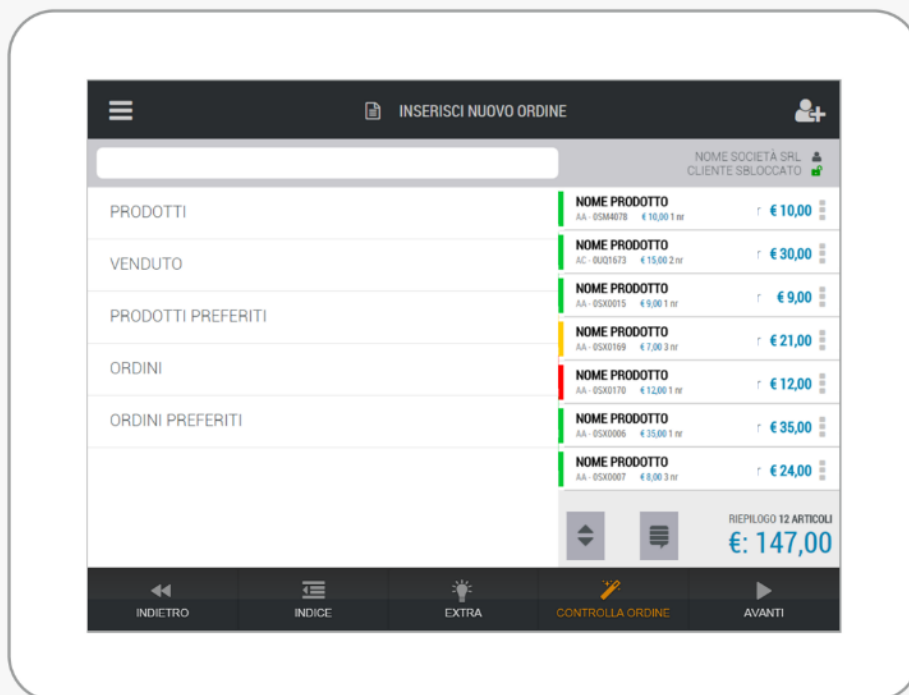 INSERISCI NUOVO ORDINE
NOME SOCIETÀ SRL
CLIENTE SBLOCCATO
PRODOTTI
VENDUTO
PRODOTTI PREFERITI
ORDINI
ORDINI PREFERITI
NOME PRODOTTO
AA - 0SM4078 € 10,00 1 nr
r € 10,00
NOME PRODOTTO
AC - 0UQ1673 € 15,00 2 nr
r € 30,00
NOME PRODOTTO
AA - 0SX0015 € 9,00 1 nr
r € 9,00
NOME PRODOTTO
AA - 0SX0169 € 7,00 3 nr
r € 21,00
NOME PRODOTTO
AA - 0SX0170 € 12,00 1 nr
r € 12,00
NOME PRODOTTO
AA - 0SX0006 € 35,00 1 nr
r € 35,00
NOME PRODOTTO
AA - 0SX0007 € 8,00 3 nr
r € 24,00
RIEPILOGO 12 ARTICOLI
€: 147,00
INDIETRO
INDICE
EXTRA
CONTROLLA ORDINE
AVANTI